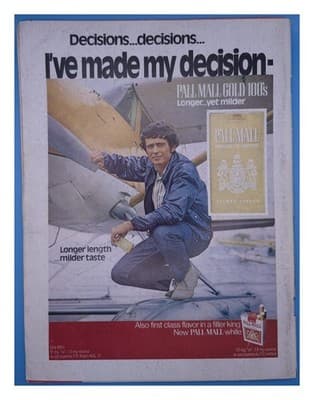 Decisions...decisions...
I've made my decision-
PALL MALL GOLD 100's
Longer...yet milder
PALL MALL
Longer length
milder taste
Also first class flavor in a filter king
New PALL MALL white